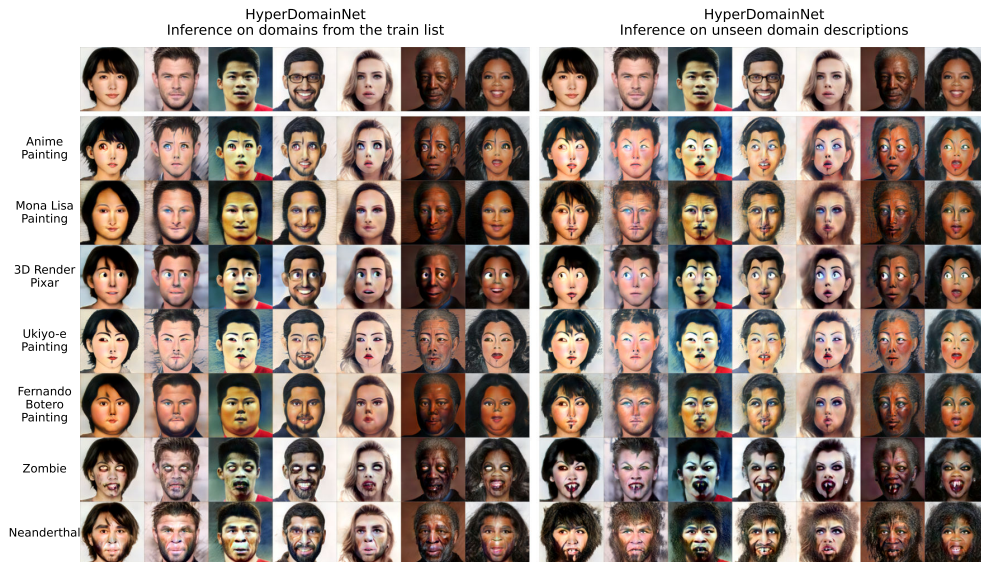 HyperDomainNet
Inference on domains from the train list
HyperDomainNet
Inference on unseen domain descriptions
Anime
Painting
Mona Lisa
Painting
3D Render
Pixar
Ukiyo-e
Painting
Fernando
Botero
Painting
Zombie
Neanderthal